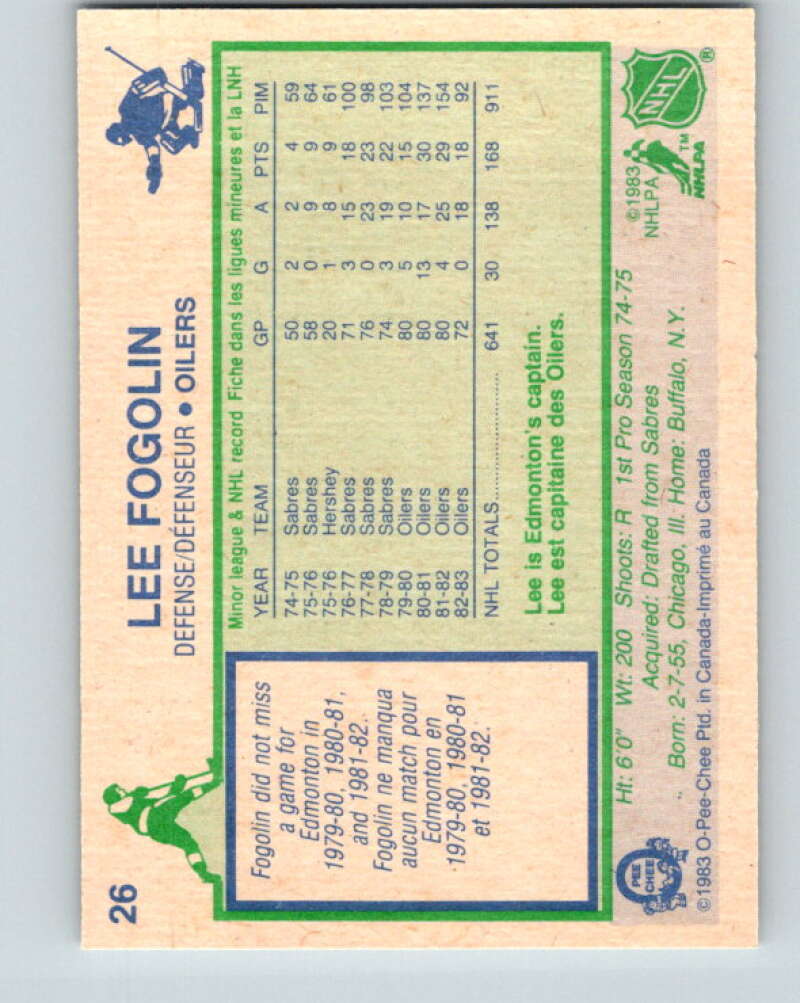 26
LEE FOGOLIN
DEFENSE/DÉFENSEUR • OILERS
Fogolin did not miss
a game for
Edmonton in
1979-80, 1980-81,
and 1981-82.
Fogolin ne manqua
aucun match pour
Edmonton en
1979-80, 1980-81
et 1981-82.
Minor league & NHL record Fiche dans les ligues mineures et la LNH
YEAR TEAM GP G A PTS PIM
74-75 Sabres 50 2 2 4 59
75-76 Sabres 58 0 9 9 64
75-76 Hershey 20 1 8 9 61
76-77 Sabres 71 3 15 18 100
77-78 Sabres 76 0 23 23 98
78-79 Sabres 74 3 19 22 103
79-80 Oilers 80 5 10 15 104
80-81 Oilers 80 13 17 30 137
81-82 Oilers 80 4 25 29 154
82-83 Oilers 72 0 18 18 92
NHL TOTALS.................... 641 30 138 168 911
Lee is Edmonton's captain.
Lee est capitaine des Oilers.
Ht: 6'0" Wt: 200 Shoots: R 1st Pro Season 74-75
Acquired: Drafted from Sabres
Born: 2-7-55, Chicago, Ill. Home: Buffalo, N.Y.
©1983 O-Pee-Chee Ptd. in Canada-Imprimé au Canada
O
PEE
CHEE
©1983
NHLPA
NHL
®
TM
NHLPA